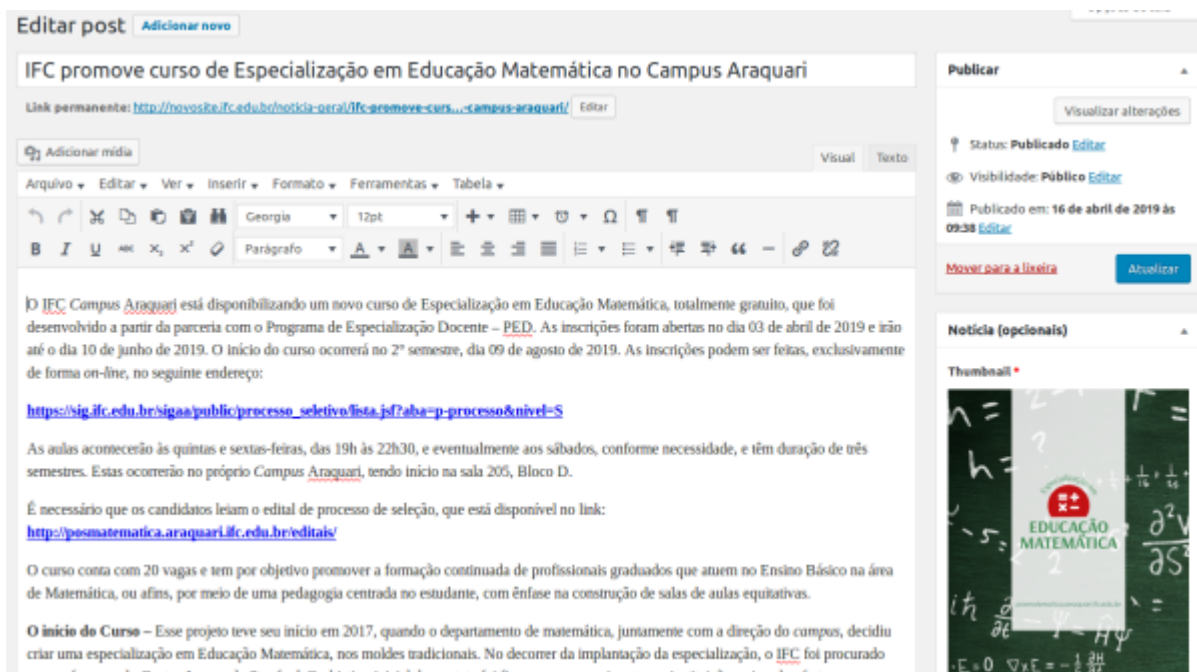 Editar post Adicionar novo
IFC promove curso de Especialização em Educação Matemática no Campus Araquari
Link permanente: http://novosite.ifc.edu.br/noticia-geral/ifc-promove-curs...-campus-araquari/ Editar
Adicionar mídia
Visual Texto
Arquivo Editar Ver Inserir Formato Ferramentas Tabela
Georgia 12pt
B I U ABC X₂ X² Parágrafo A A
O IFC Campus Araquari está disponibilizando um novo curso de Especialização em Educação Matemática, totalmente gratuito, que foi
desenvolvido a partir da parceria com o Programa de Especialização Docente – PED. As inscrições foram abertas no dia 03 de abril de 2019 e irão
até o dia 10 de junho de 2019. O início do curso ocorrerá no 2º semestre, dia 09 de agosto de 2019. As inscrições podem ser feitas, exclusivamente
de forma on-line, no seguinte endereço:
https://sig.ifc.edu.br/sigaa/public/processo_seletivo/lista.jsf?aba=p-processo&nivel=S
As aulas acontecerão às quintas e sextas-feiras, das 19h às 22h30, e eventualmente aos sábados, conforme necessidade, e têm duração de três
semestres. Estas ocorrerão no próprio Campus Araquari, tendo início na sala 205, Bloco D.
É necessário que os candidatos leiam o edital de processo de seleção, que está disponível no link:
http://posmatematica.araquari.ifc.edu.br/editais/
O curso conta com 20 vagas e tem por objetivo promover a formação continuada de profissionais graduados que atuem no Ensino Básico na área
de Matemática, ou afins, por meio de uma pedagogia centrada no estudante, com ênfase na construção de salas de aulas equitativas.
O início do Curso – Esse projeto teve seu início em 2017, quando o departamento de matemática, juntamente com a direção do campus, decidiu
criar uma especialização em Educação Matemática, nos moldes tradicionais. No decorrer da implantação da especialização, o IFC foi procurado
Publicar
Visualizar alterações
Status: Publicado Editar
Visibilidade: Público Editar
Publicado em: 16 de abril de 2019 às
09:38 Editar
Mover para a lixeira Atualizar
Notícia (opcionais)
Thumbnail *
Especialização em
EDUCAÇÃO
MATEMÁTICA